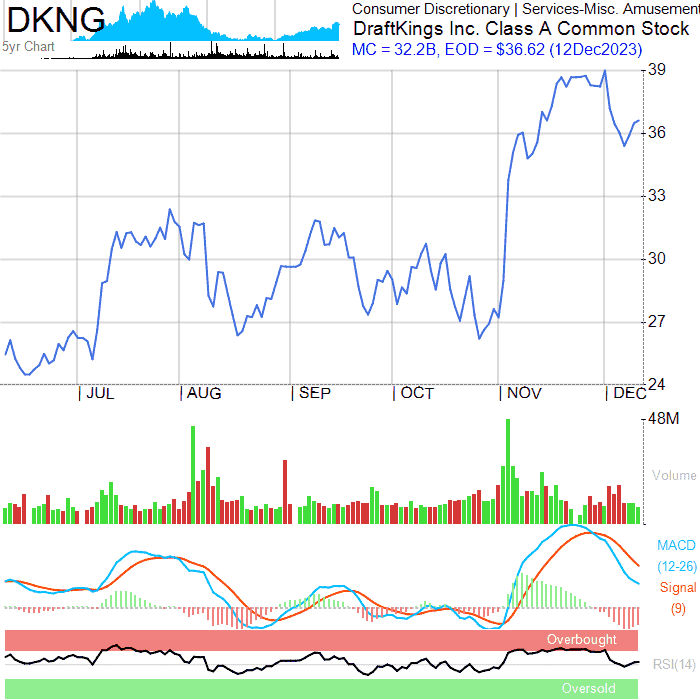 DKNG
5yr Chart
Consumer Discretionary | Services-Misc. Amusement
DraftKings Inc. Class A Common Stock
MC = 32.2B, EOD = $36.62 (12Dec2023)
39
36
33
30
27
24
| JUL | AUG | SEP | OCT | NOV | DEC
48M
Volume
MACD
(12-26)
Signal
(9)
Overbought
RSI(14)
Oversold